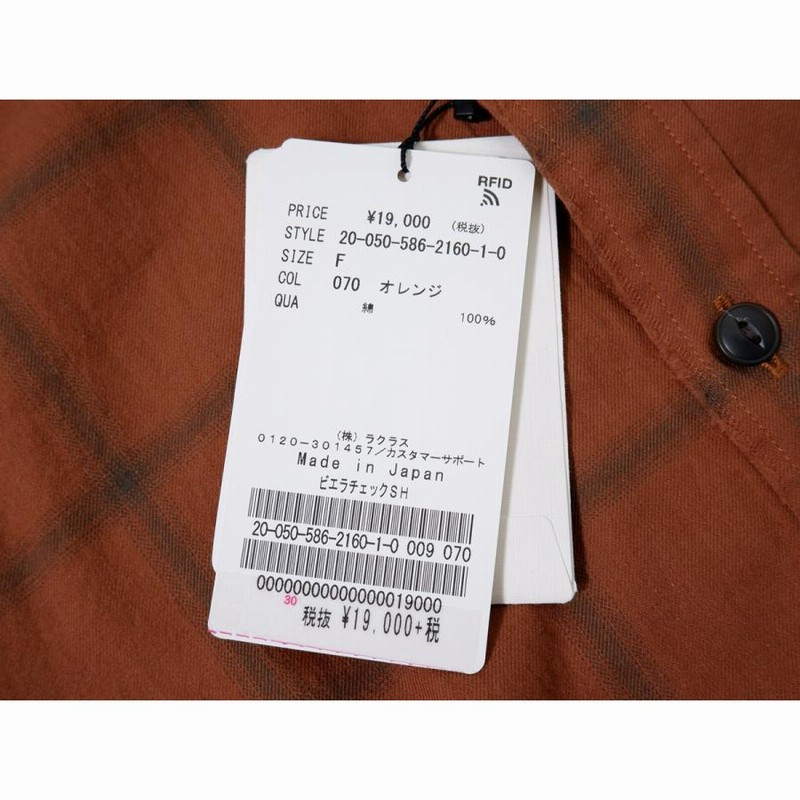 RFID
PRICE ¥19,000 (税抜)
STYLE 20-050-586-2160-1-0
SIZE F
COL 070 オレンジ
QUA 綿 100%
(株)ラクラス
0120-301457/カスタマーサポート
Made in Japan
ビエラチェックSH
20-050-586-2160-1-0 009 070
0000000000000000019000
30
税抜 ¥19,000+税